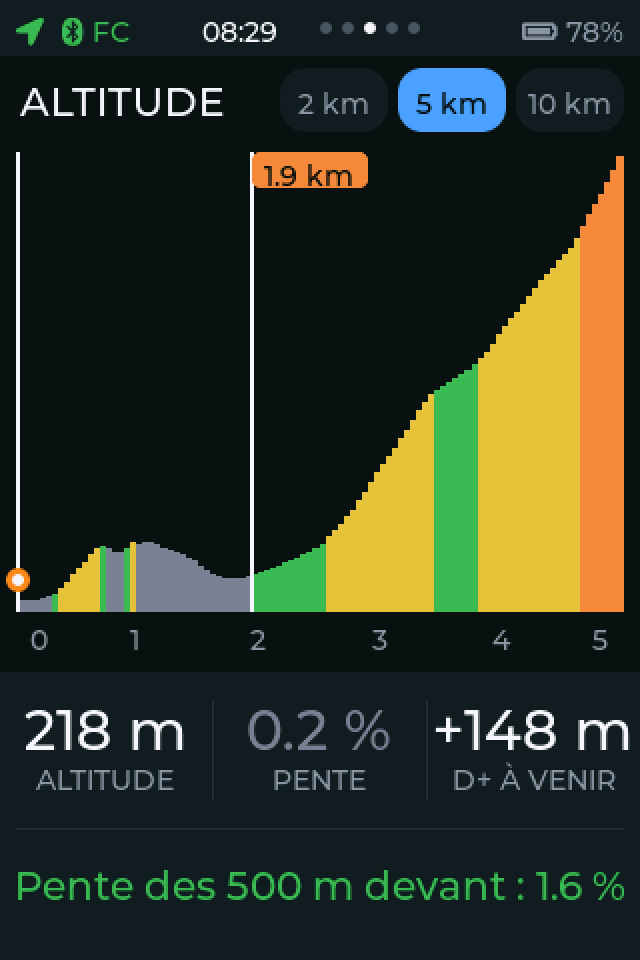 FC 08:29 78%
ALTITUDE 2 km 5 km 10 km
1.9 km
0 1 2 3 4 5
218 m 0.2 % +148 m
ALTITUDE PENTE D+ À VENIR
Pente des 500 m devant : 1.6 %